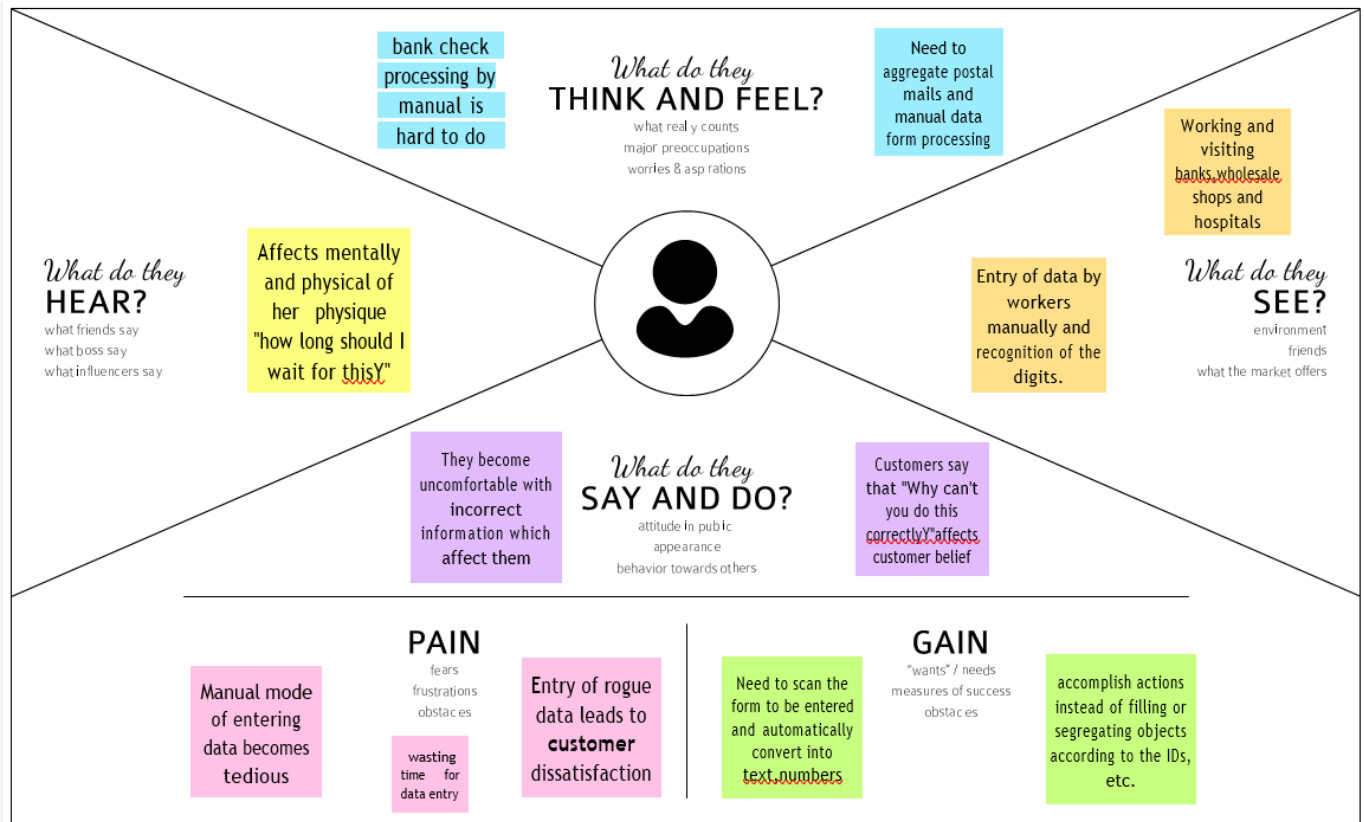 bank check
processing by
manual is
hard to do
What do they
THINK AND FEEL?
what real y counts
major preoccupations
worries & asp rations
Need to
aggregate postal
mails and
manual data
form processing
Working and
visiting
banks,wholesale
shops and
hospitals
What do they
HEAR?
what friends say
what boss say
what influencers say
Affects mentally
and physical of
her physique
"how long should I
wait for thisY"
Entry of data by
workers
manually and
recognition of the
digits.
What do they
SEE?
environment
friends
what the market offers
They become
uncomfortable with
incorrect
information which
affect them
What do they
SAY AND DO?
attitude in pub ic
appearance
behavior towards others
Customers say
that "Why can't
you do this
correctlyY"affects
customer belief
PAIN
fears
frustrations
obstac es
Manual mode
of entering
data becomes
tedious
wasting
time for
data entry
Entry of rogue
data leads to
customer
dissatisfaction
GAIN
"wants" / needs
measures of success
obstacies
Need to scan the
form to be entered
and automatically
convert into
text,numbers
accomplish actions
instead of filling or
segregating objects
according to the IDs,
etc.